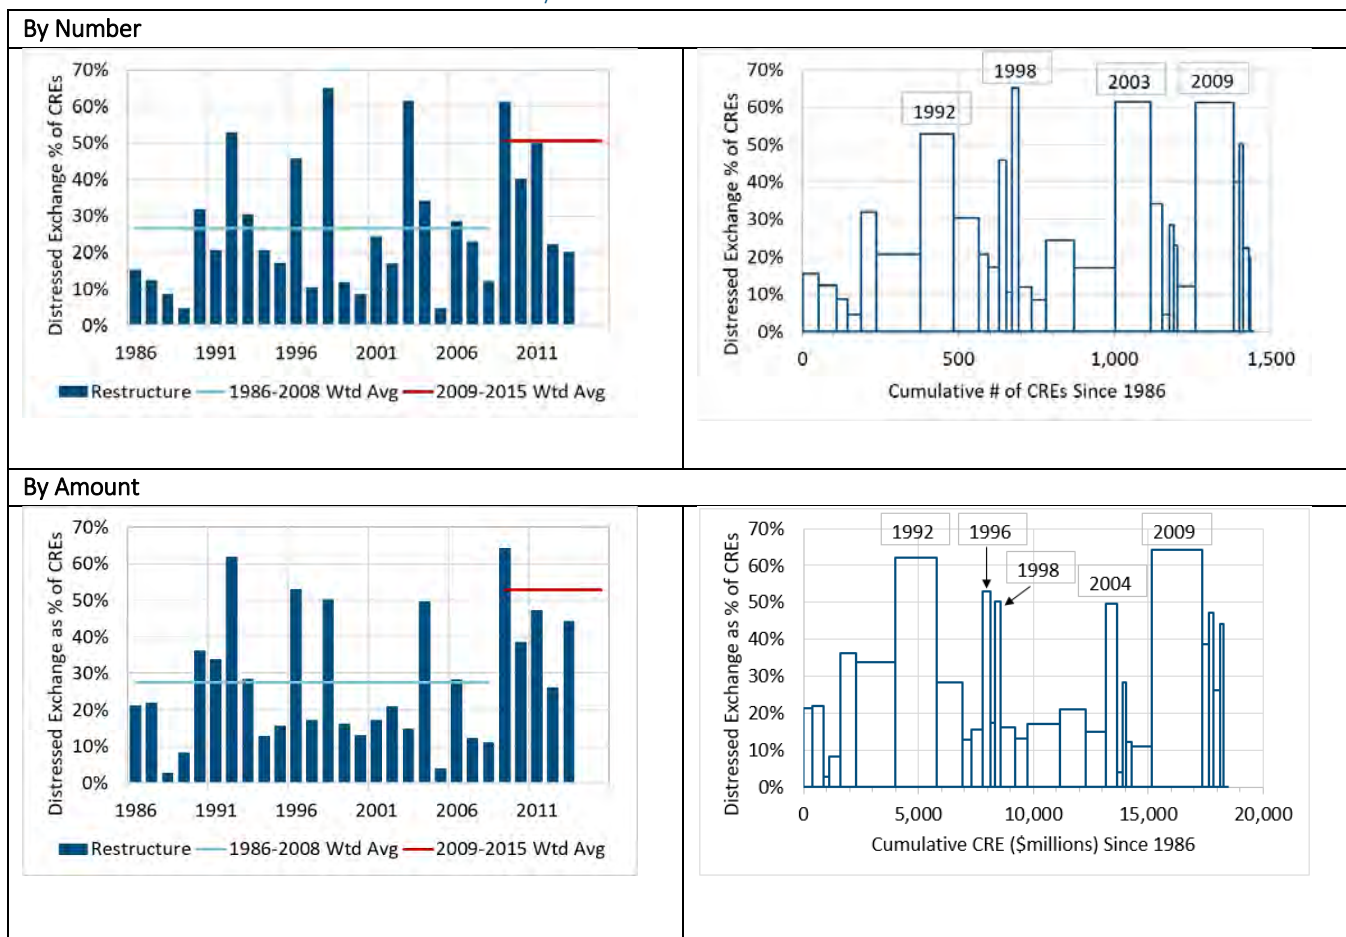 By Number
Distressed Exchange % of CREs
70%
60%
50%
40%
30%
20%
10%
0%
1986 1991 1996 2001 2006 2011
Restructure 1986-2008 Wtd Avg 2009-2015 Wtd Avg
Distressed Exchange % of CREs
70%
60%
50%
40%
30%
20%
10%
0%
1992
1998
2003
2009
0 500 1,000 1,500
Cumulative # of CREs Since 1986
By Amount
Distressed Exchange as % of CREs
70%
60%
50%
40%
30%
20%
10%
0%
1986 1991 1996 2001 2006 2011
Restructure 1986-2008 Wtd Avg 2009-2015 Wtd Avg
Distressed Exchange as % of CREs
70%
60%
50%
40%
30%
20%
10%
0%
1992
1996
1998
2004
2009
0 5,000 10,000 15,000 20,000
Cumulative CRE ($millions) Since 1986